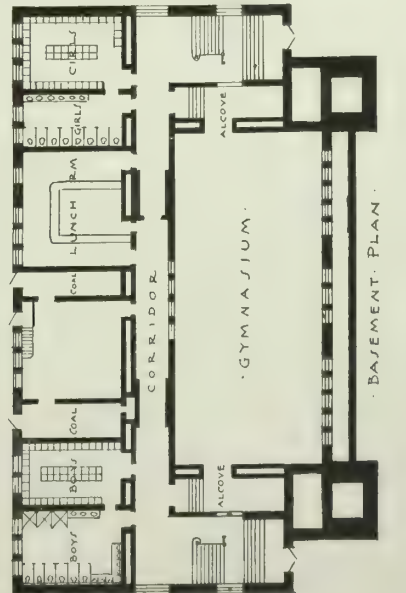 GIRLS
GIRLS
LUNCH RM
COAL
COAL
BOYS
BOYS
CORRIDOR
ALCOVE
ALCOVE
· GYMNASIUM ·
· BASEMENT · PLAN ·